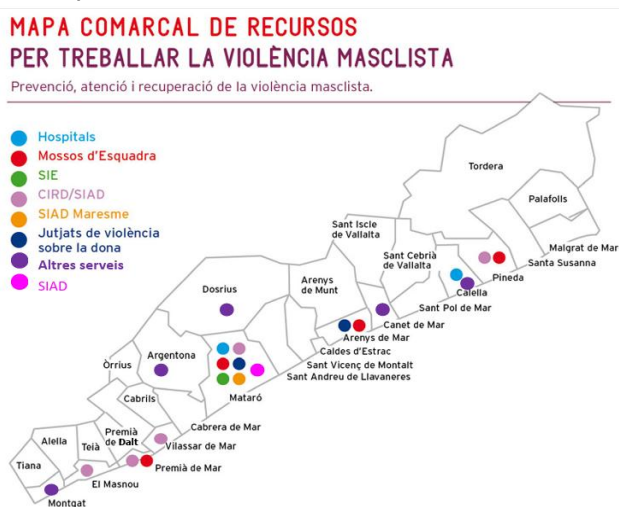 MAPA COMARCAL DE RECURSOS
PER TREBALLAR LA VIOLÈNCIA MASCLISTA
Prevenció, atenció i recuperació de la violència masclista.
Hospitals
Mossos d'Esquadra
SIE
CIRD/SIAD
SIAD Maresme
Jutjats de violència
sobre la dona
Altres serveis
SIAD
Tordera
Palafolls
Malgrat de Mar
Santa Susanna
Pineda
Calella
Sant Pol de Mar
Sant Iscle
de Vallalta
Sant Cebrià
de Vallalta
Canet de Mar
Arenys
de Munt
Arenys de Mar
Caldes d'Estrac
Sant Vicenç de Montalt
Sant Andreu de Llavaneres
Dosrius
Mataró
Argentona
Òrrius
Cabrils
Cabrera de Mar
Vilassar de Mar
Premià
de Dalt
Premià de Mar
Teià
El Masnou
Alella
Tiana
Montgat